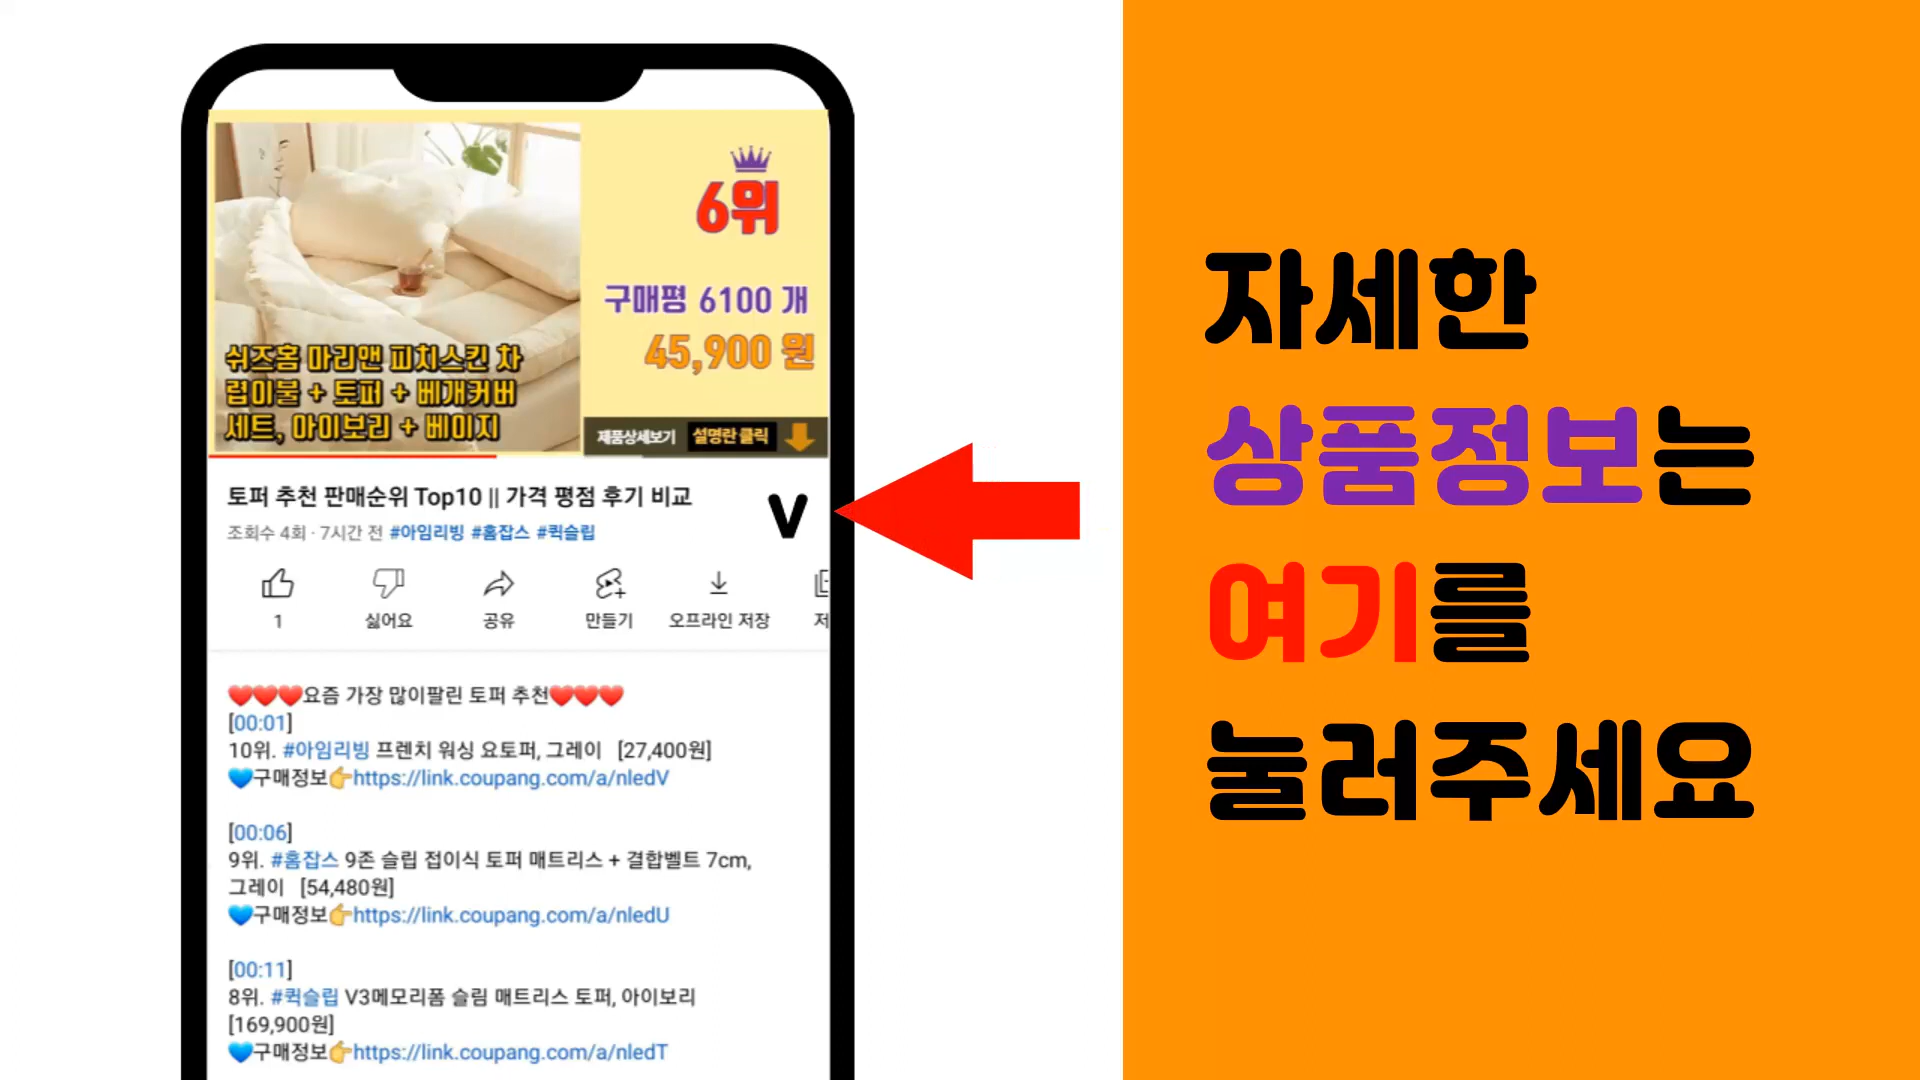 6위
구매평 6100 개
45,900 원
쉬즈홈 마리앤 피치스킨 차
렵이불 + 토퍼 + 베개커버
세트, 아이보리 + 베이지
제품상세보기 설명란 클릭
토퍼 추천 판매순위 Top10 || 가격 평점 후기 비교
V
조회수 4회 · 7시간 전 #아임리빙 #홈잡스 #퀵슬립
1 싫어요 공유 만들기 오프라인 저장 저
❤️❤️❤️요즘 가장 많이팔린 토퍼 추천❤️❤️❤️
[00:01]
10위. #아임리빙 프렌치 워싱 요토퍼, 그레이 [27,400원]
💙구매정보👉https://link.coupang.com/a/nledV
[00:06]
9위. #홈잡스 9존 슬립 접이식 토퍼 매트리스 + 결합벨트 7cm,
그레이 [54,480원]
💙구매정보👉https://link.coupang.com/a/nledU
[00:11]
8위. #퀵슬립 V3메모리폼 슬림 매트리스 토퍼, 아이보리
[169,900원]
💙구매정보👉https://link.coupang.com/a/nledT
자세한
상품정보는
여기를
눌러주세요